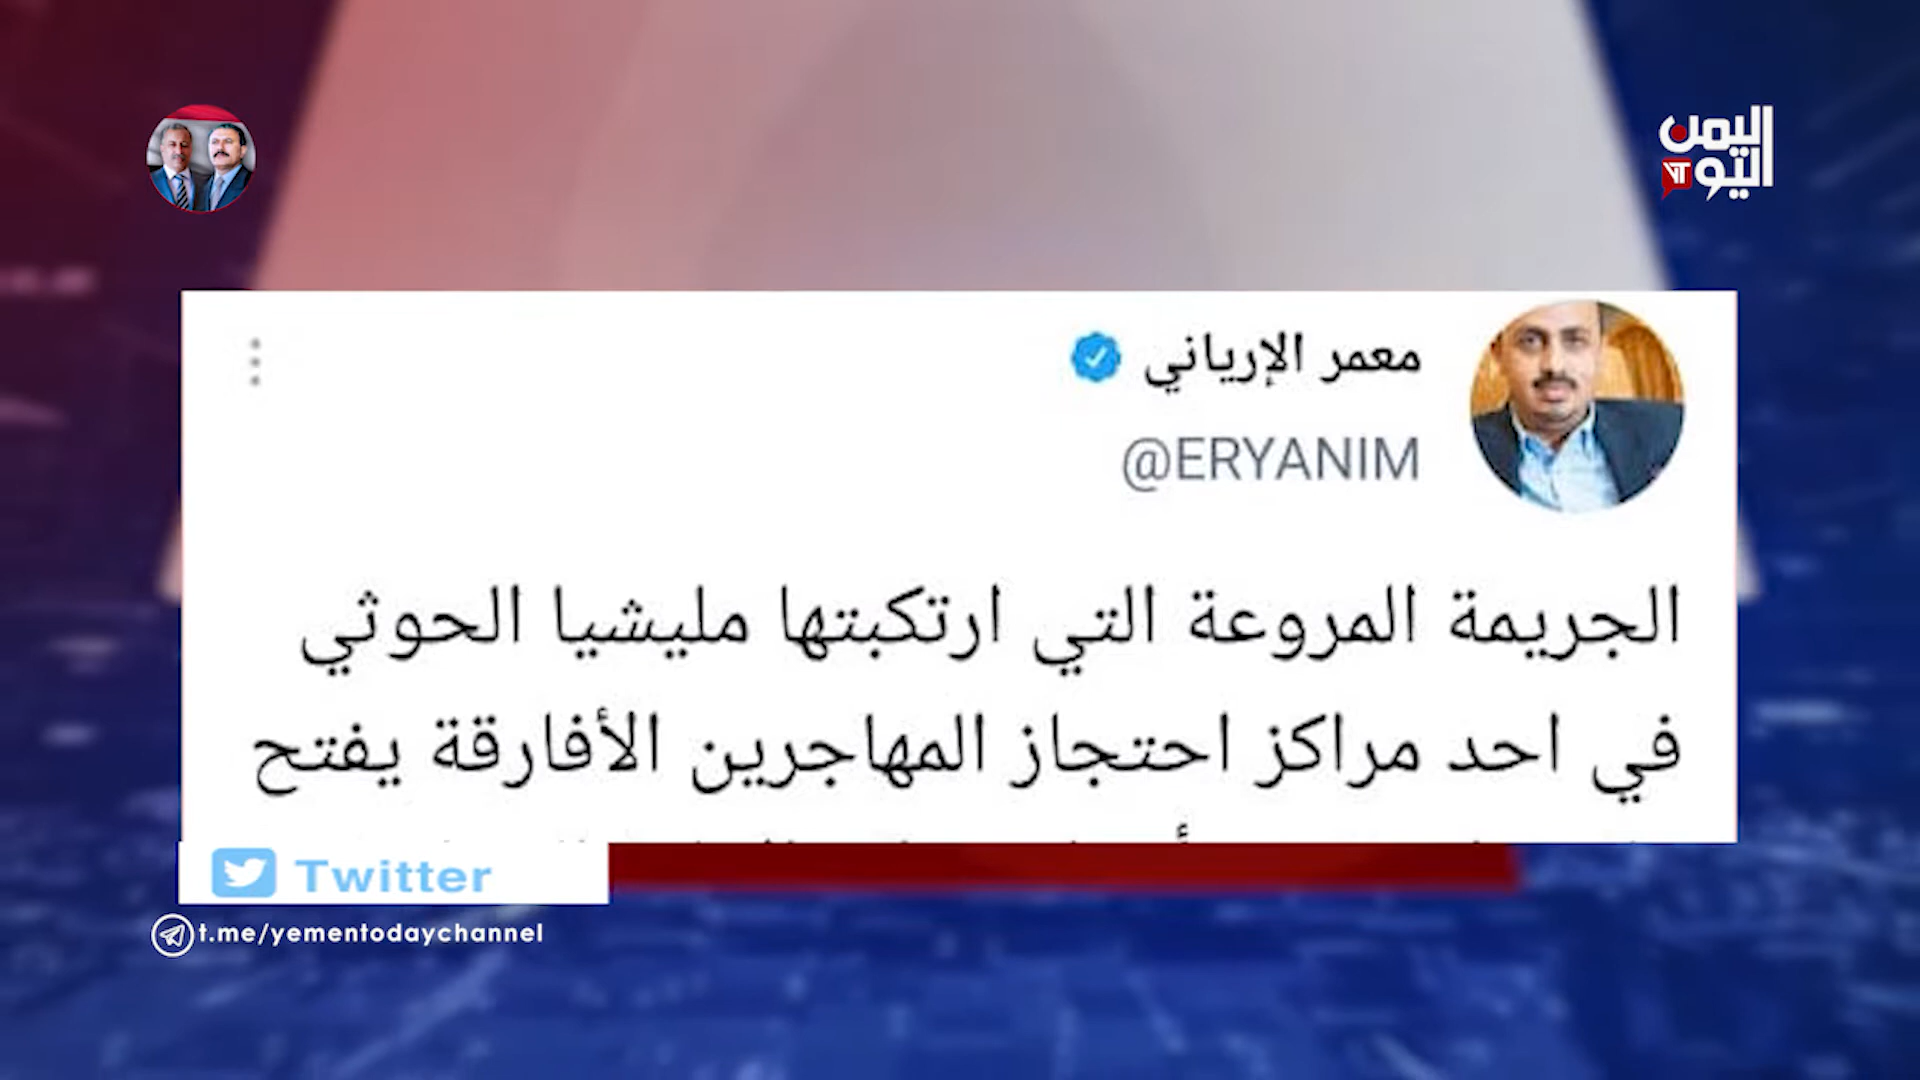 اليمن
اليوم
YT
معمر الإرياني
@ERYANIM
الجريمة المروعة التي ارتكبتها مليشيا الحوثي
في احد مراكز احتجاز المهاجرين الأفارقة يفتح
Twitter
t.me/yementodaychannel